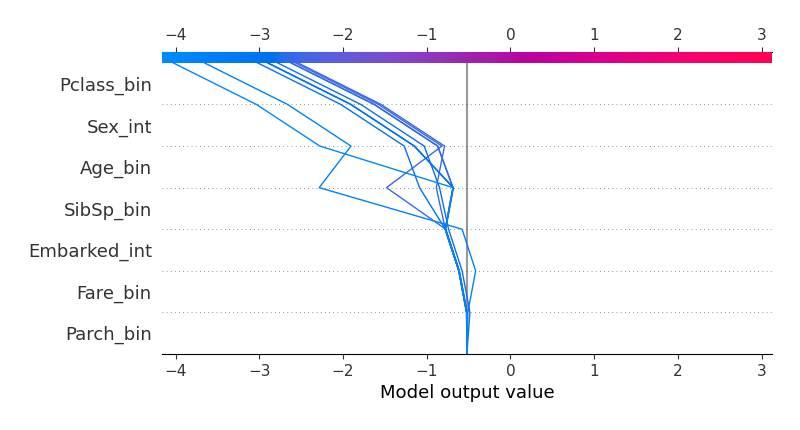 −4 −3 −2 −1 0 1 2 3
Pclass_bin
Sex_int
Age_bin
SibSp_bin
Embarked_int
Fare_bin
Parch_bin
−4 −3 −2 −1 0 1 2 3
Model output value